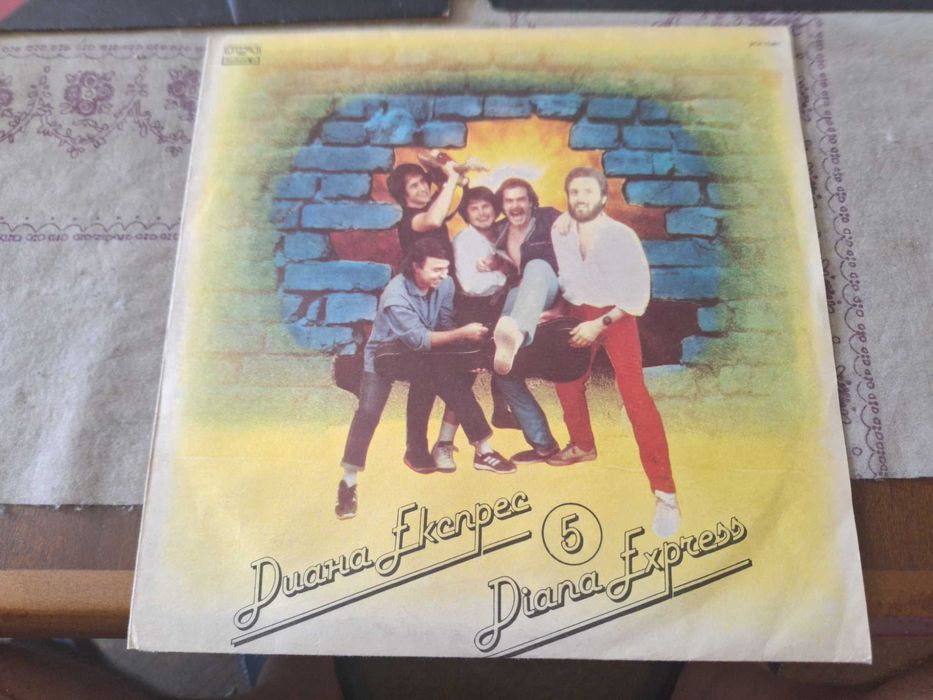 Диана Експрес
5
Diana Express